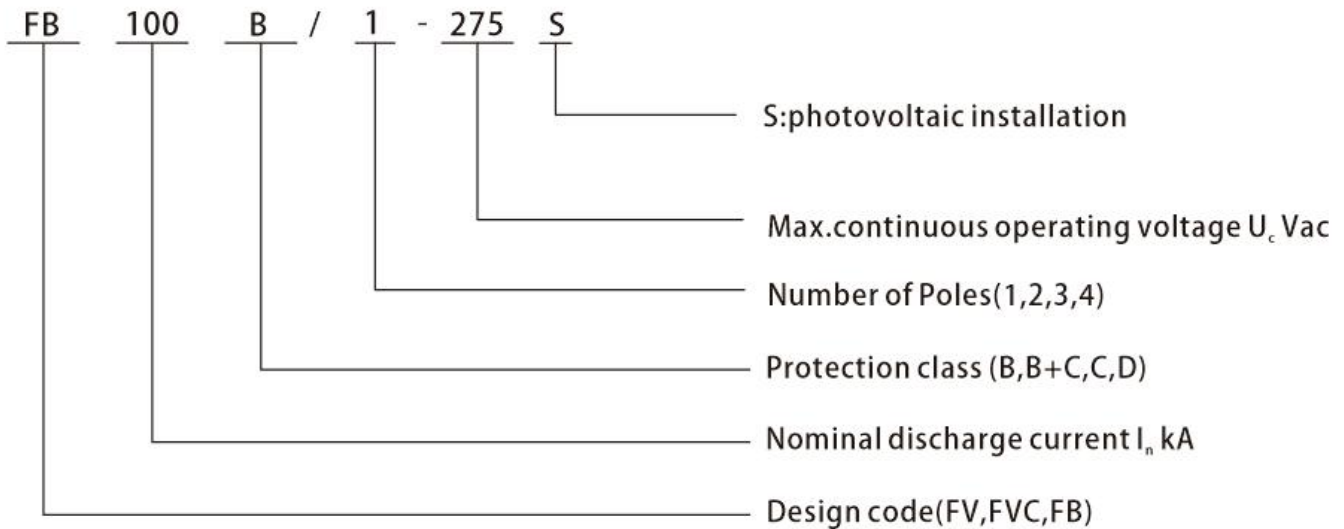 FB 100 B / 1 - 275 S
S:photovoltaic installation
Max.continuous operating voltage Uc Vac
Number of Poles(1,2,3,4)
Protection class (B,B+C,C,D)
Nominal discharge current In kA
Design code(FV,FVC,FB)